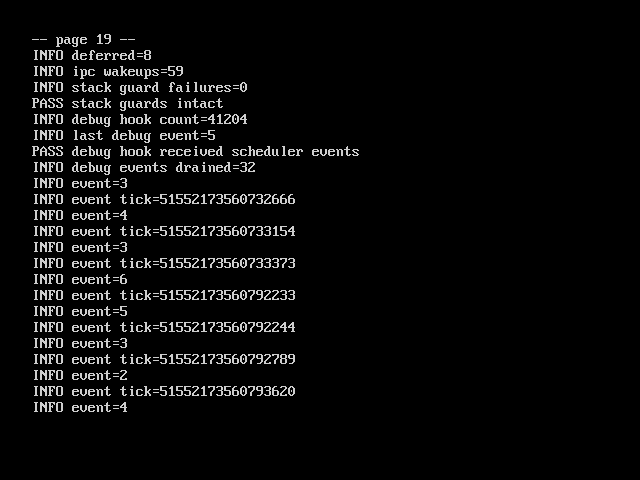 -- page 19 --
INFO deferred=8
INFO ipc wakeups=59
INFO stack guard failures=0
PASS stack guards intact
INFO debug hook count=41204
INFO last debug event=5
PASS debug hook received scheduler events
INFO debug events drained=32
INFO event=3
INFO event tick=51552173560732666
INFO event=4
INFO event tick=51552173560733154
INFO event=3
INFO event tick=51552173560733373
INFO event=6
INFO event tick=51552173560792233
INFO event=5
INFO event tick=51552173560792244
INFO event=3
INFO event tick=51552173560792789
INFO event=2
INFO event tick=51552173560793620
INFO event=4